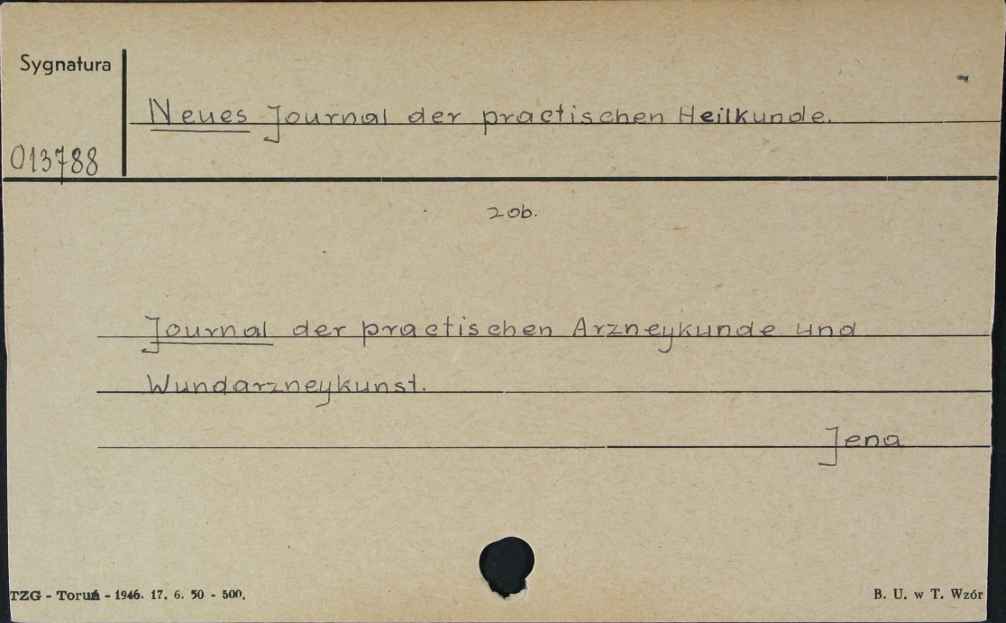 Sygnatura
Neues Journal der practischen Heilkunde.
013788
zob.
Journal der practischen Arzneykunde und
Wundarzneykunst.
Jena
TZG - Toruń - 1946. 17. 6. 50 - 500.
B. U. w T. Wzór